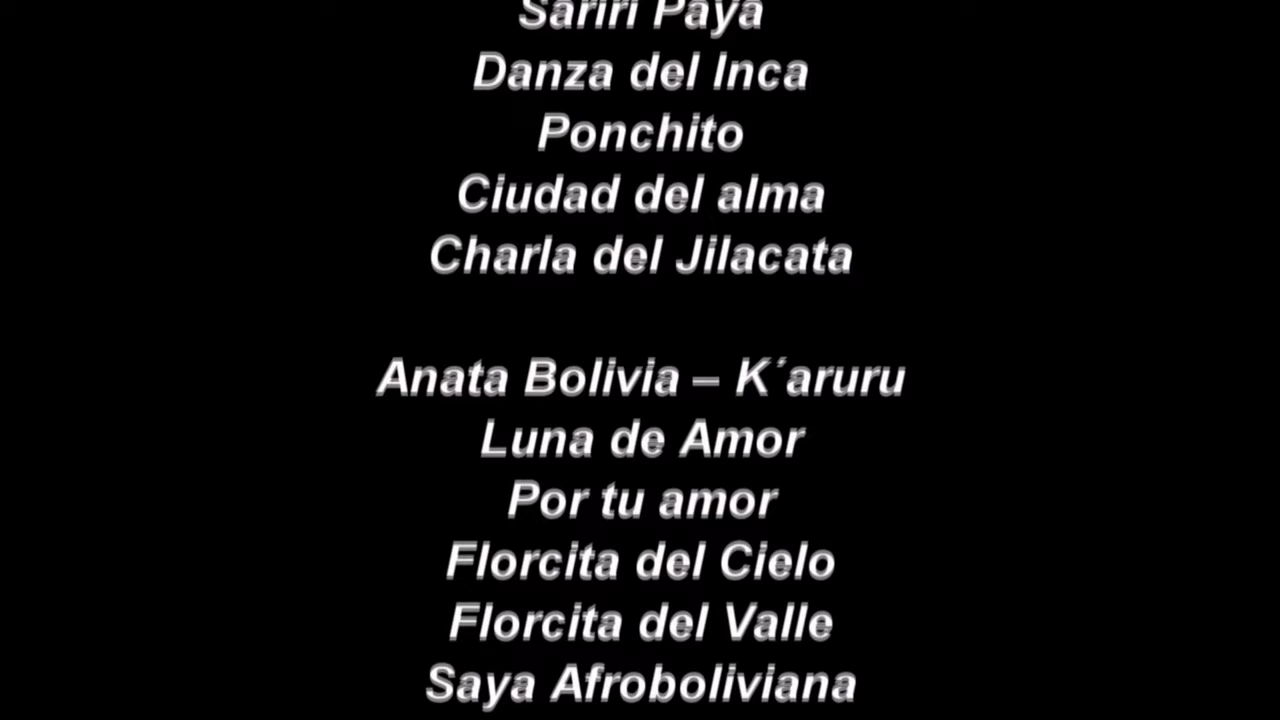 Sariri Paya
Danza del Inca
Ponchito
Ciudad del alma
Charla del Jilacata
Anata Bolivia – K´aruru
Luna de Amor
Por tu amor
Florcita del Cielo
Florcita del Valle
Saya Afroboliviana